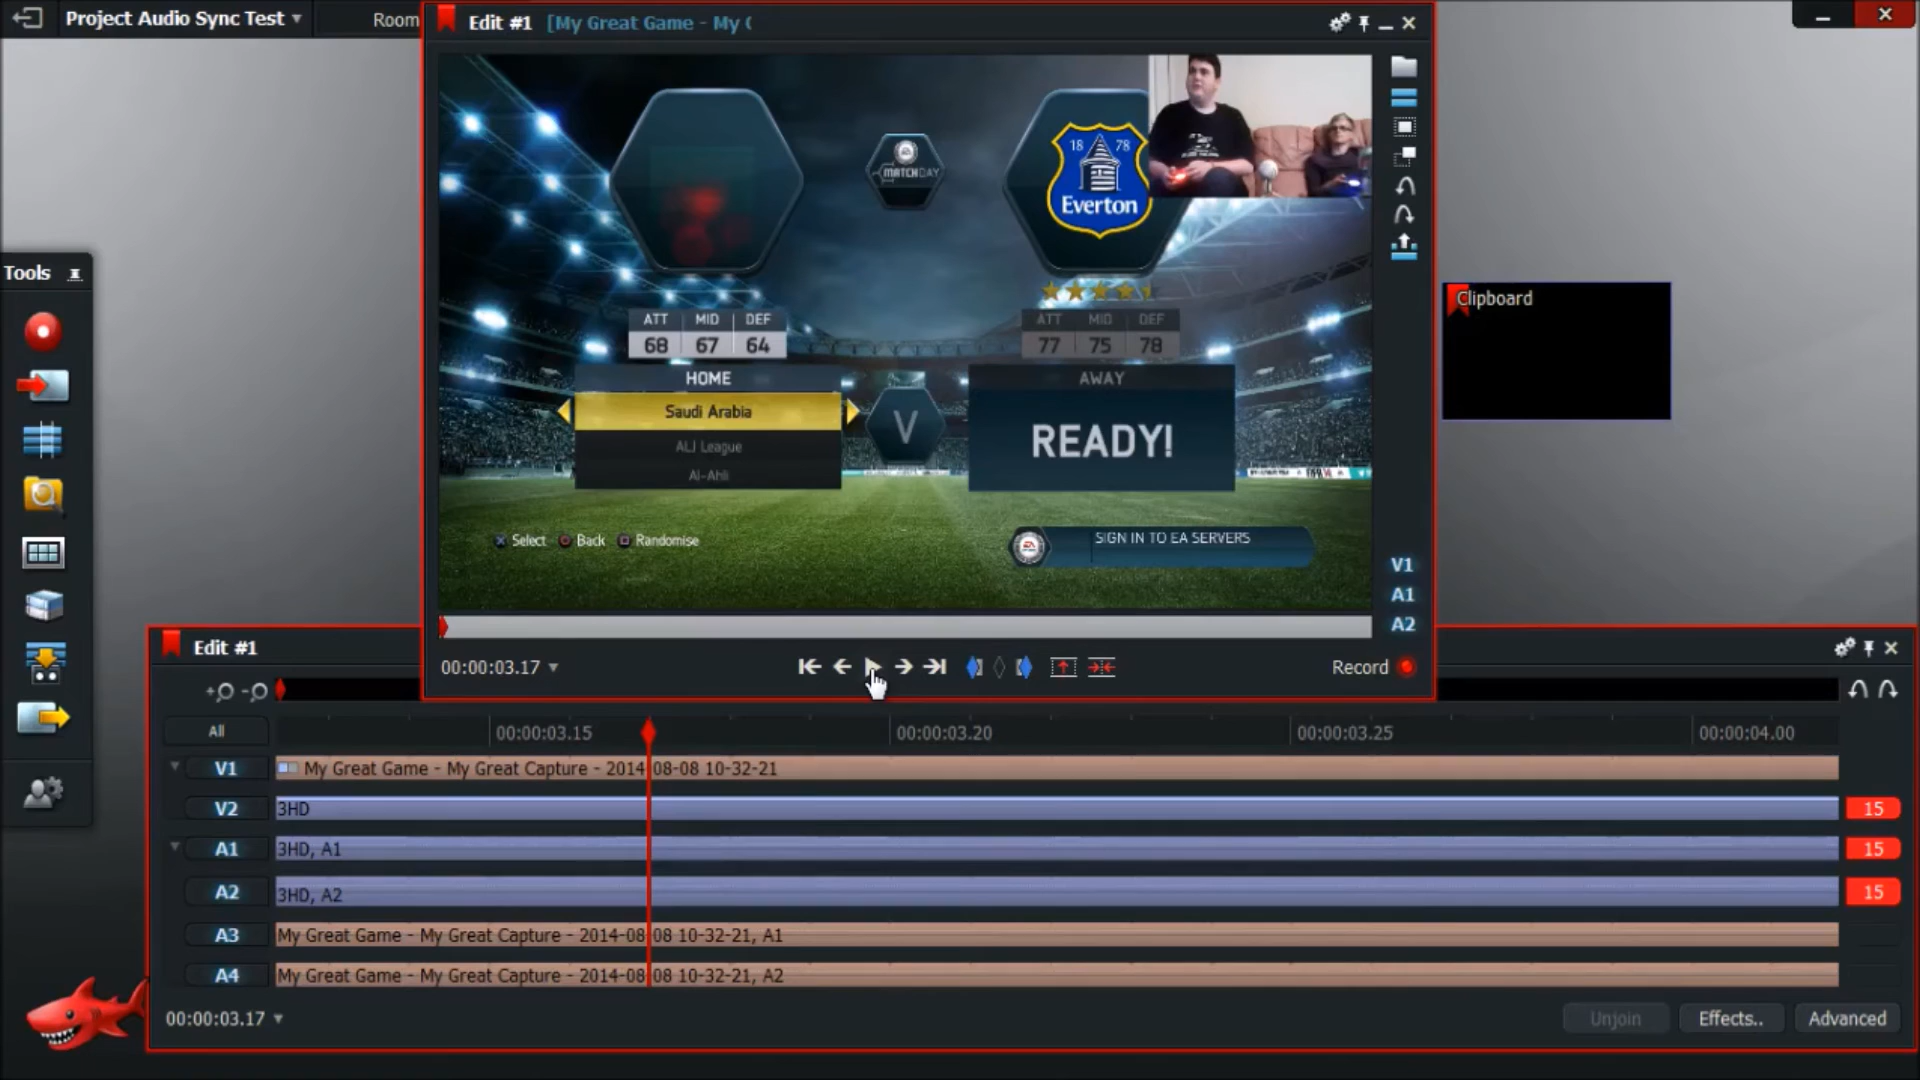 Project Audio Sync Test
Room
Edit #1 [My Great Game - My
MATCHDAY
18 78
Everton
ATT MID DEF
68 67 64
ATT MID DEF
77 75 78
HOME
Saudi Arabia
ALJ League
Al-Ahli
V
AWAY
READY!
Select Back Randomise
SIGN IN TO EA SERVERS
V1
A1
A2
00:00:03.17
Record
Clipboard
Tools
Edit #1
All
00:00:03.15 00:00:03.20 00:00:03.25 00:00:04.00
V1 My Great Game - My Great Capture - 2014-08-08 10-32-21
V2 3HD 15
A1 3HD, A1 15
A2 3HD, A2 15
A3 My Great Game - My Great Capture - 2014-08-08 10-32-21, A1
A4 My Great Game - My Great Capture - 2014-08-08 10-32-21, A2
00:00:03.17
Unjoin Effects.. Advanced